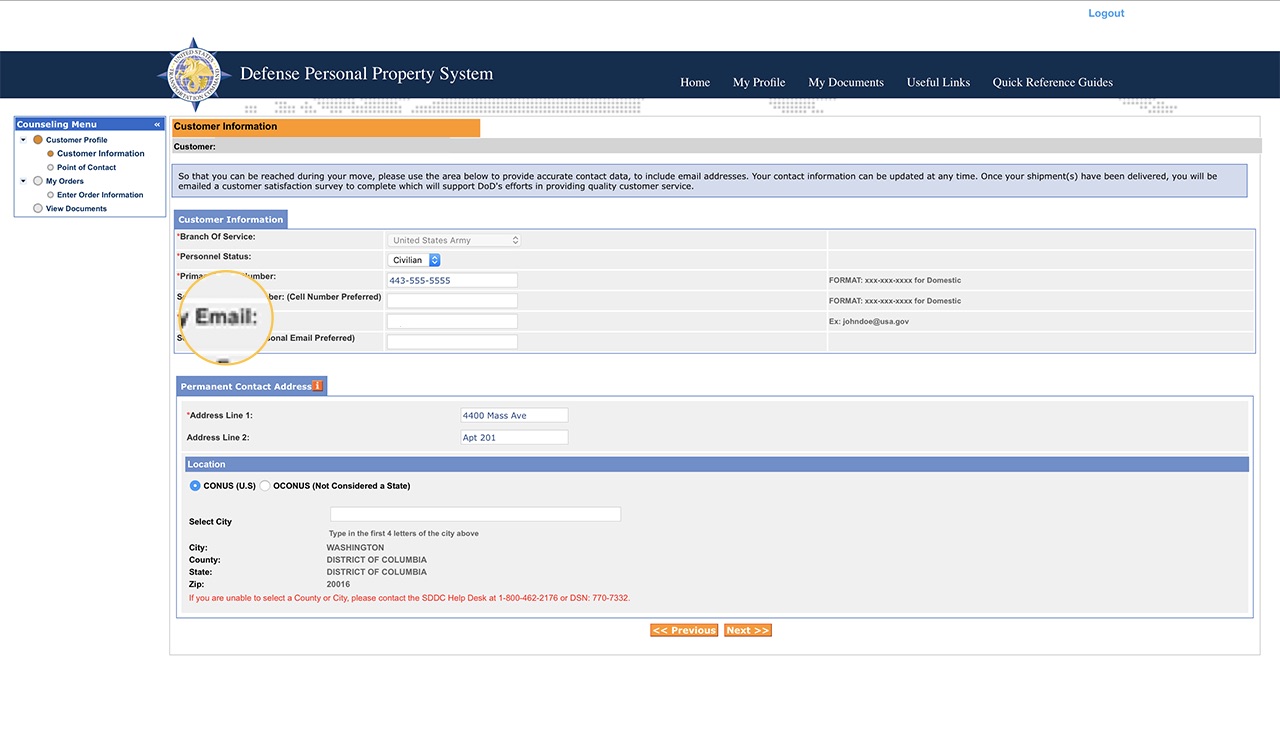 Logout
Defense Personal Property System
Home My Profile My Documents Useful Links Quick Reference Guides
Counseling Menu «
Customer Profile
Customer Information
Point of Contact
My Orders
Enter Order Information
View Documents
Customer Information
Customer:
So that you can be reached during your move, please use the area below to provide accurate contact data, to include email addresses. Your contact information can be updated at any time. Once your shipment(s) have been delivered, you will be
emailed a customer satisfaction survey to complete which will support DoD's efforts in providing quality customer service.
Customer Information
*Branch Of Service: United States Army
*Personnel Status: Civilian
443-555-5555 FORMAT: xxx-xxx-xxxx for Domestic
(Cell Number Preferred) FORMAT: xxx-xxx-xxxx for Domestic
y Email: Ex: johndoe@usa.gov
Email Preferred)
Permanent Contact Address i
*Address Line 1: 4400 Mass Ave
Address Line 2: Apt 201
Location
CONUS (U.S) OCONUS (Not Considered a State)
Select City
Type in the first 4 letters of the city above
City: WASHINGTON
County: DISTRICT OF COLUMBIA
State: DISTRICT OF COLUMBIA
Zip: 20016
If you are unable to select a County or City, please contact the SDDC Help Desk at 1-800-462-2176 or DSN: 770-7332.
<< Previous Next >>